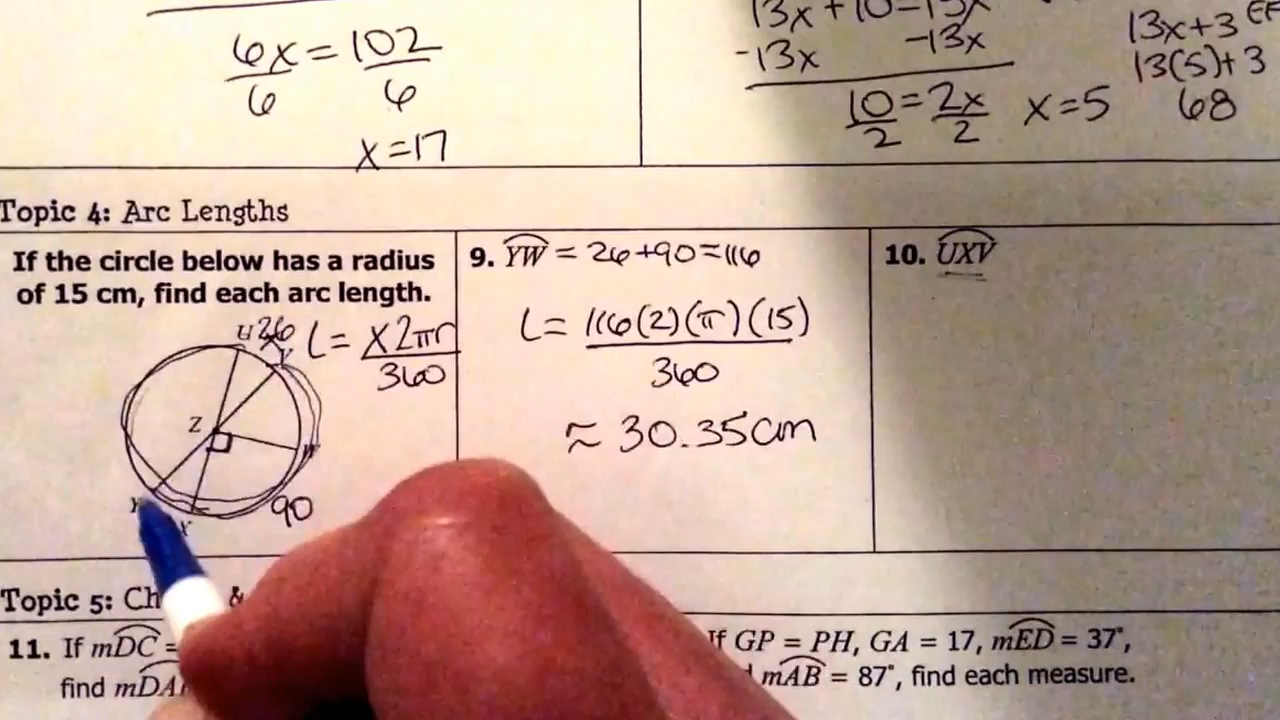 6x = 102
6 6
x = 17
13x + 10 = 15x
-13x -13x
10 = 2x
2 2
x = 5
13x + 3
13(5) + 3
68
Topic 4: Arc Lengths
If the circle below has a radius
of 15 cm, find each arc length.
U 26
L = x2πr
360
Z
90
9. YW = 26 + 90 = 116
L = 116(2)(π)(15)
360
≈ 30.35cm
10. UXV
Topic 5: Ch &
11. If mDC =
find mDA
If GP = PH, GA = 17, mED = 37°,
mAB = 87°, find each measure.